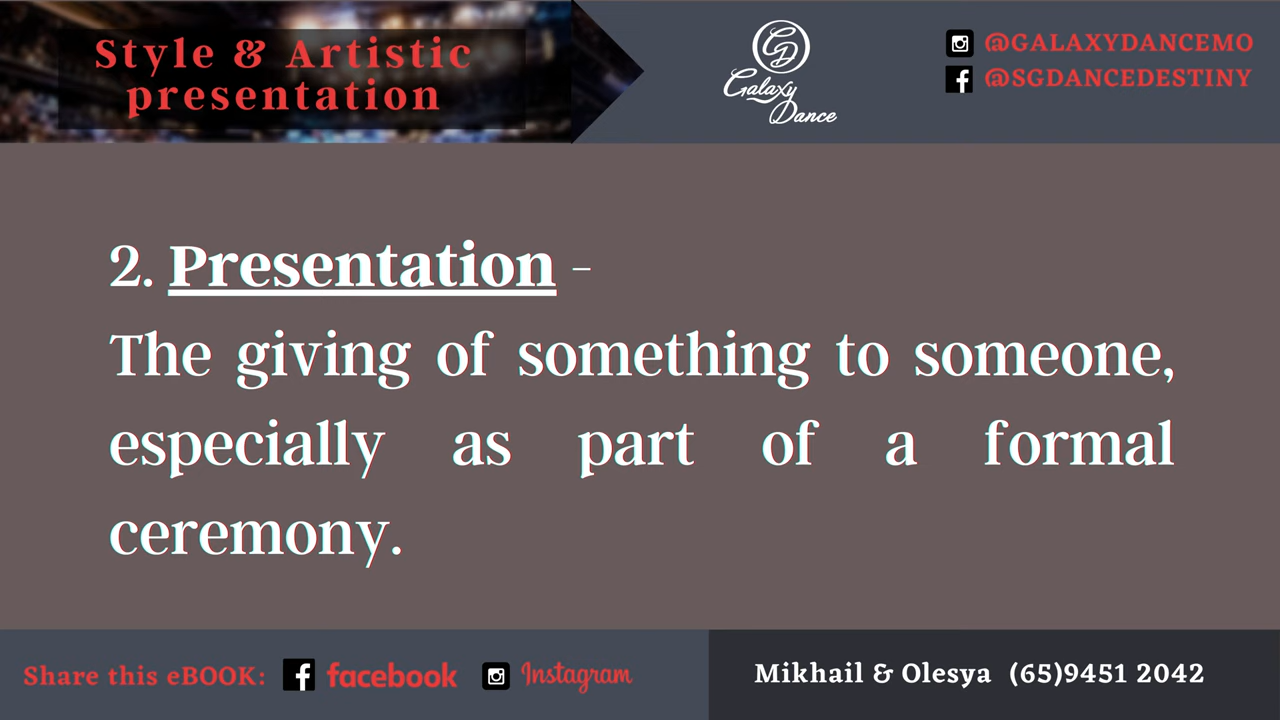 Style & Artistic
presentation
GD
Galaxy
Dance
@GALAXYDANCEMO
@SGDANCEDESTINY
2. Presentation -
The giving of something to someone,
especially as part of a formal
ceremony.
Share this eBOOK: facebook Instagram
Mikhail & Olesya (65)9451 2042